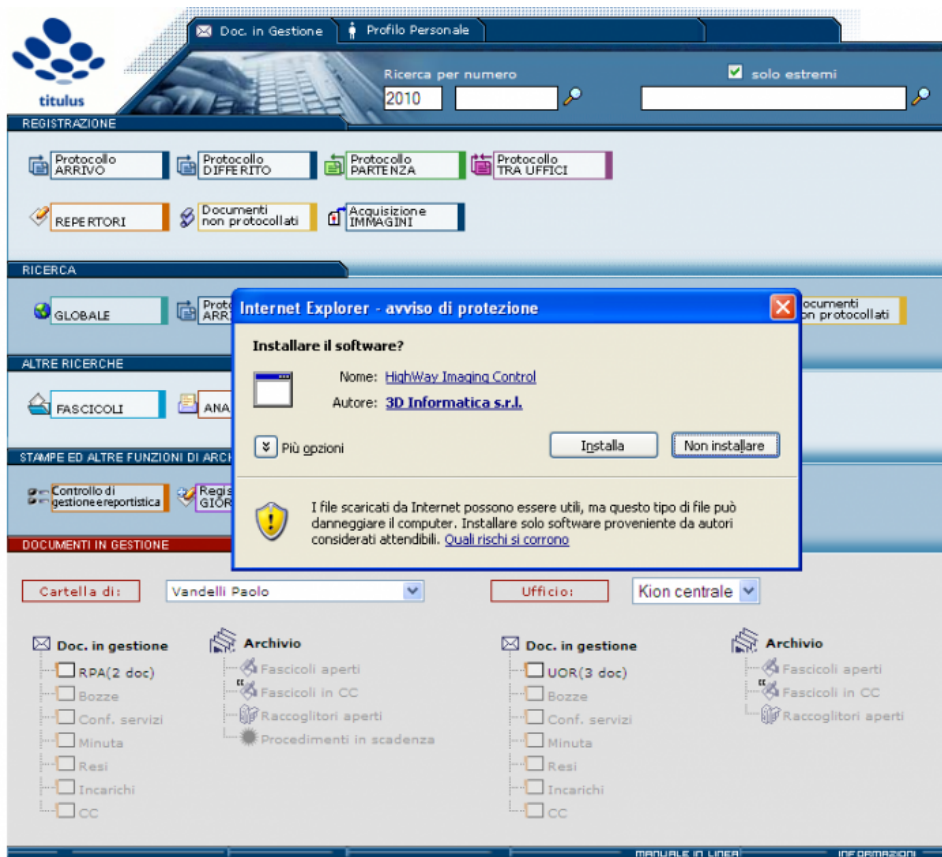 Doc. in Gestione
Profilo Personale
titulus
Ricerca per numero
solo estremi
2010
REGISTRAZIONE
Protocollo
ARRIVO
Protocollo
DIFFERITO
Protocollo
PARTENZA
Protocollo
TRA UFFICI
REPERTORI
Documenti
non protocollati
Acquisizione
IMMAGINI
RICERCA
GLOBALE
Internet Explorer - avviso di protezione
Installare il software?
Nome: HighWay Imaging Control
Autore: 3D Informatica s.r.l.
Più opzioni
Installa
Non installare
I file scaricati da Internet possono essere utili, ma questo tipo di file può
danneggiare il computer. Installare solo software proveniente da autori
considerati attendibili. Quali rischi si corrono
ALTRE RICERCHE
FASCICOLI
ANA
STAMPE ED ALTRE FUNZIONI DI ARCH
Controllo di
gestione e reportistica
Regis
GIOR
DOCUMENTI IN GESTIONE
Cartella di:
Vandelli Paolo
Ufficio:
Kion centrale
Doc. in gestione
RPA(2 doc)
Bozze
Conf. servizi
Minuta
Resi
Incarichi
CC
Archivio
Fascicoli aperti
Fascicoli in CC
Raccoglitori aperti
Procedimenti in scadenza
Doc. in gestione
UOR(3 doc)
Bozze
Conf. servizi
Minuta
Resi
Incarichi
CC
Archivio
Fascicoli aperti
Fascicoli in CC
Raccoglitori aperti
MANUALE IN LINEA
INFORMAZIONI